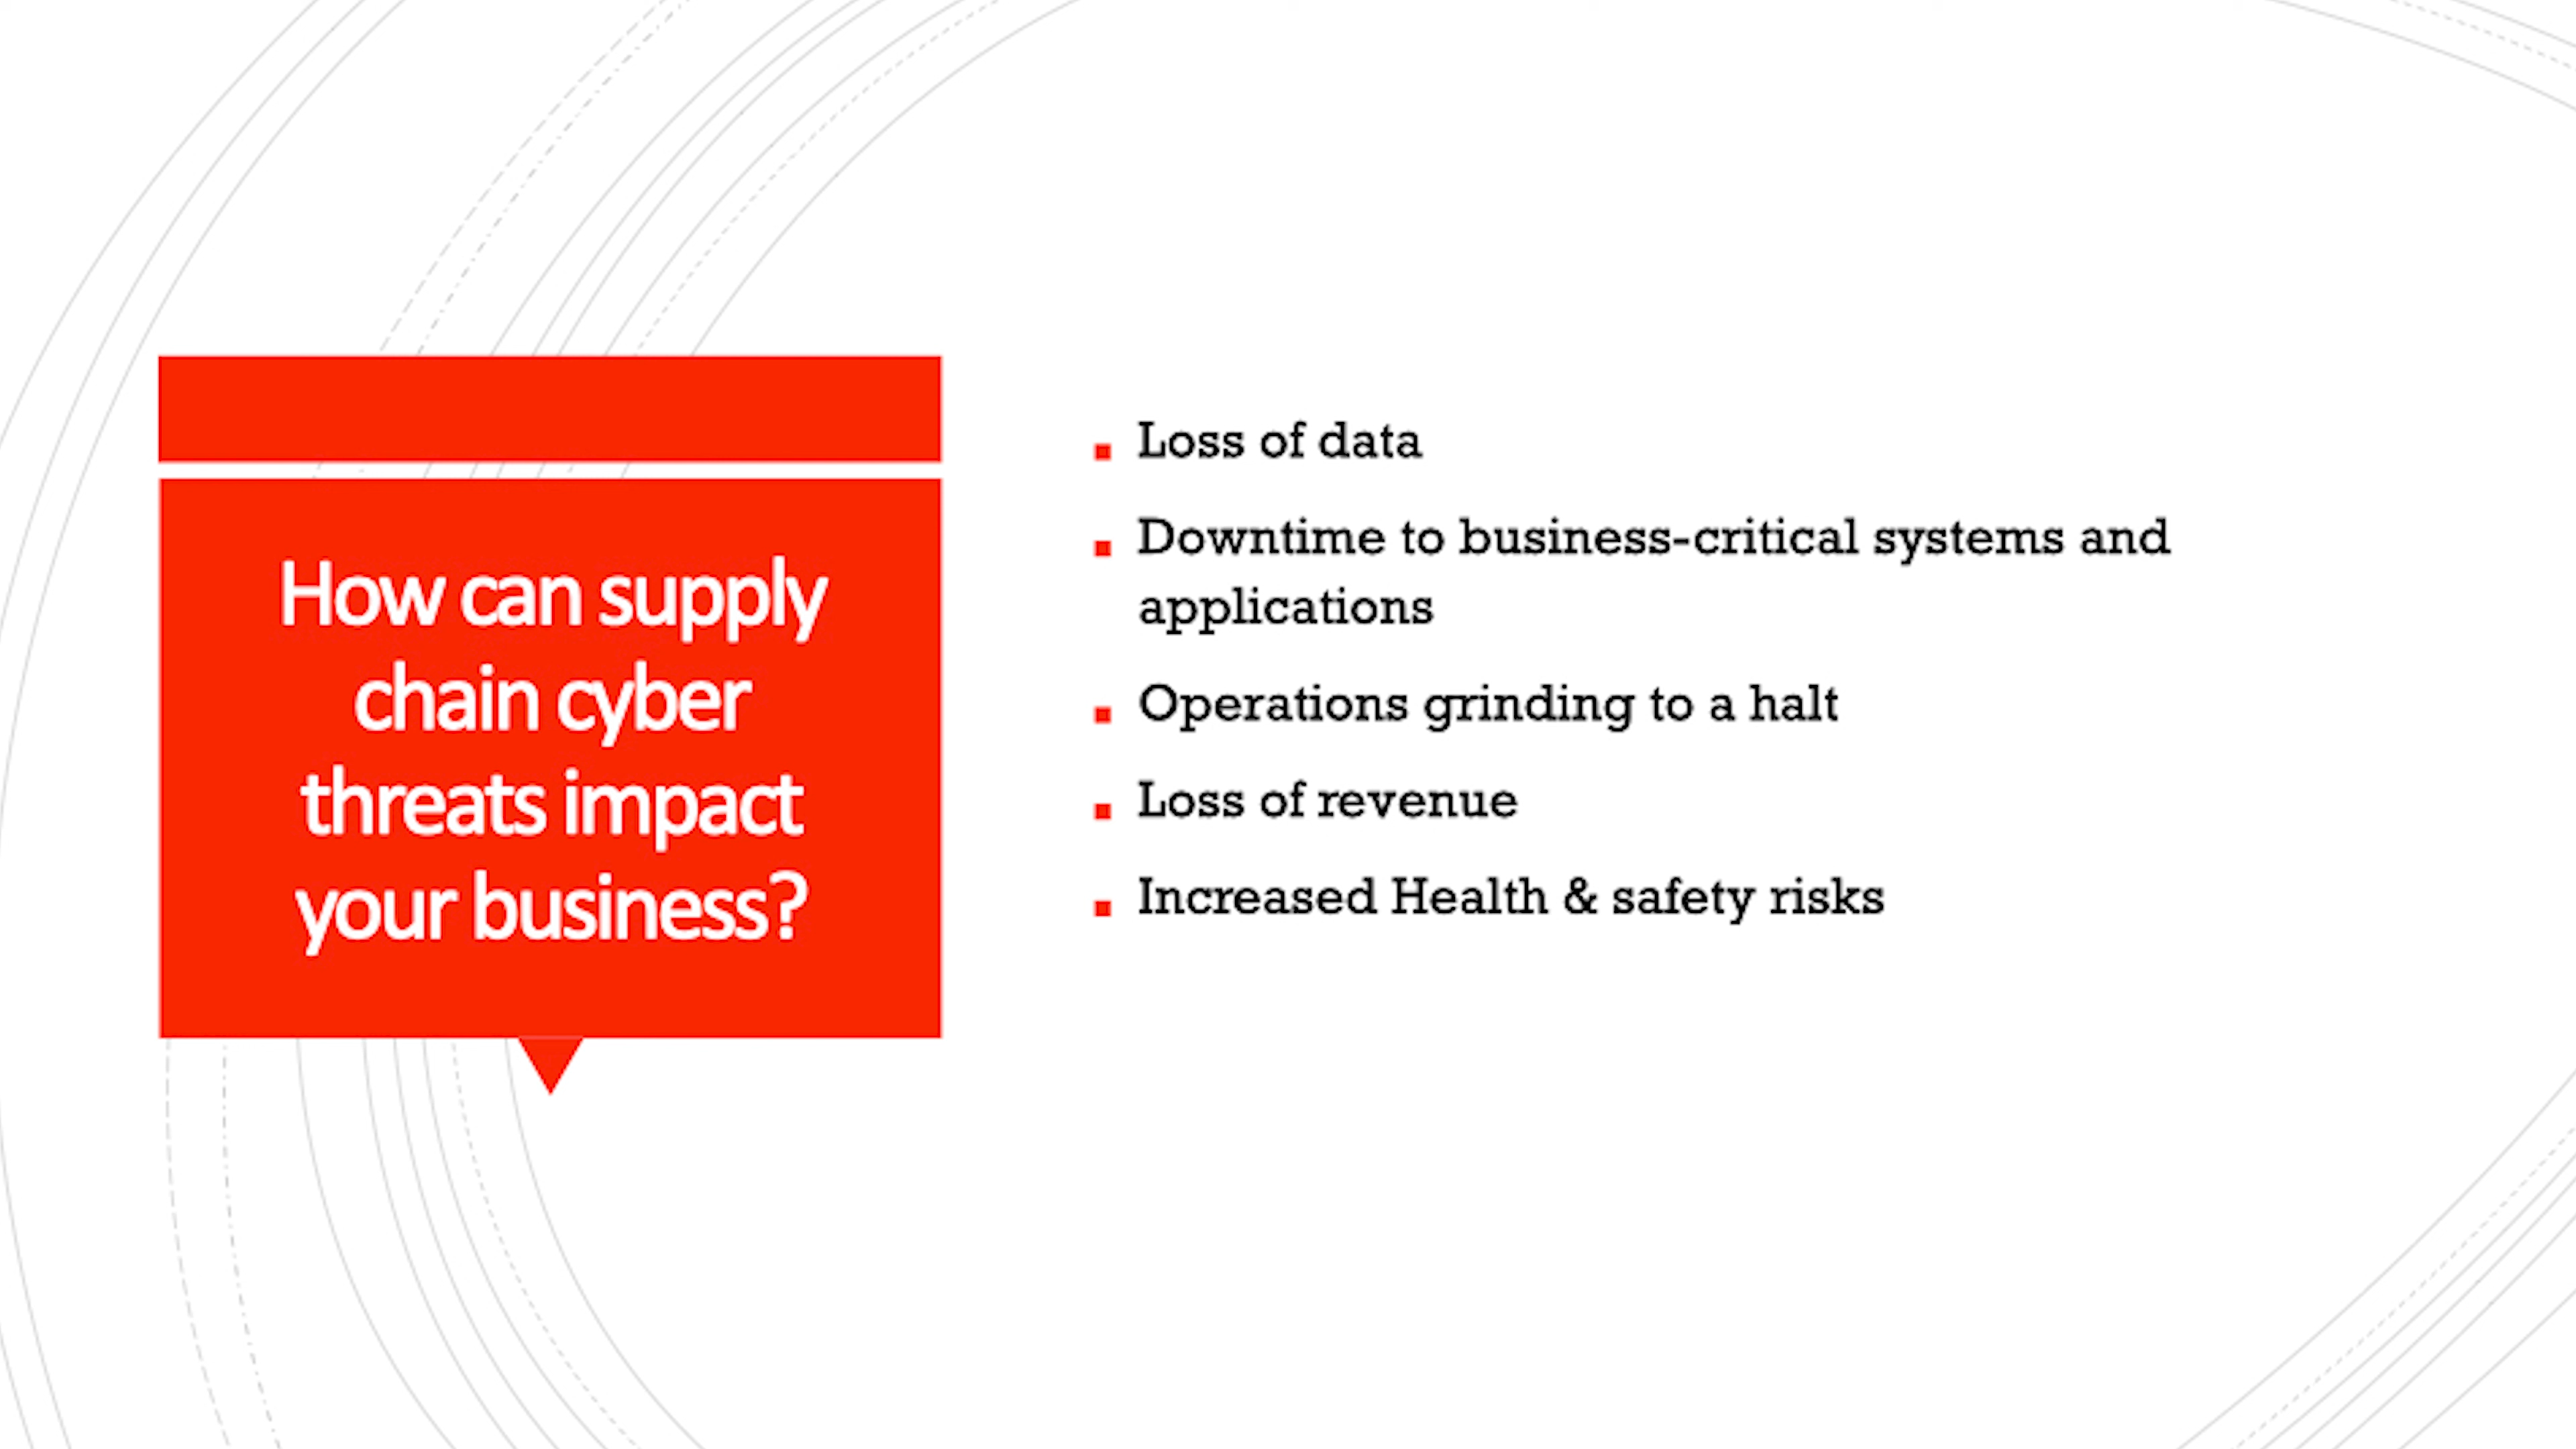 How can supply
chain cyber
threats impact
your business?
Loss of data
Downtime to business-critical systems and
applications
Operations grinding to a halt
Loss of revenue
Increased Health & safety risks